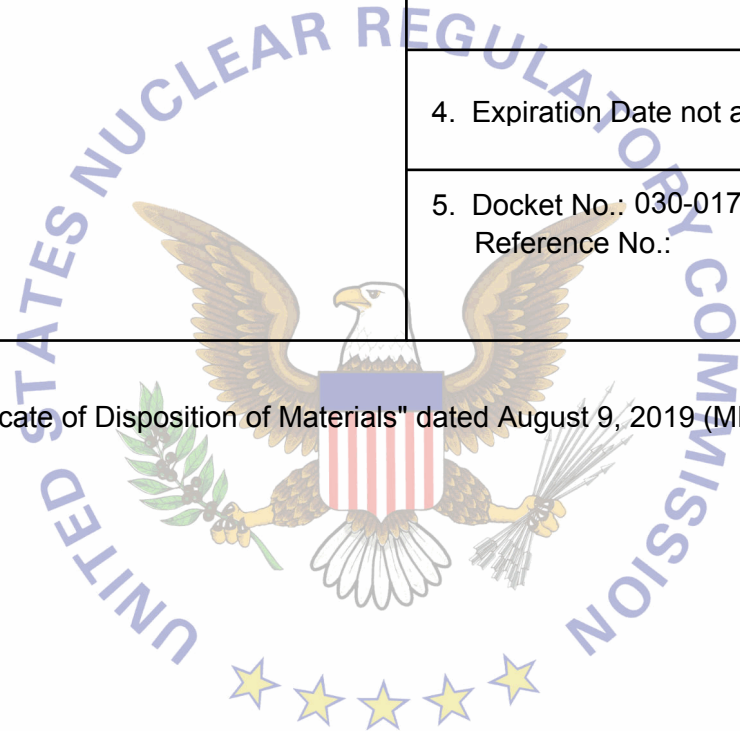 UNITED STATES NUCLEAR REGULATORY COMMISSION
4. Expiration Date not
5. Docket No.: 030-017
Reference No.:
of Disposition of Materials" dated August 9, 2019